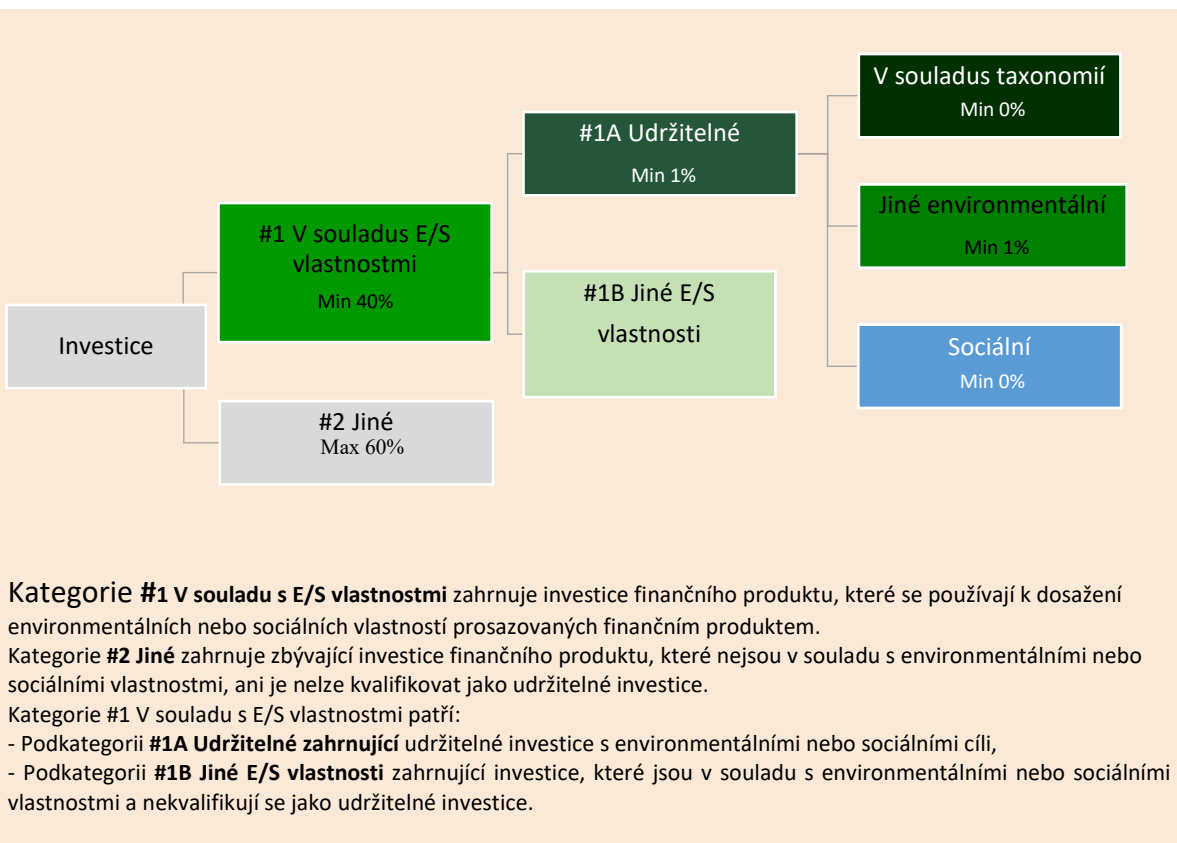 V souladus taxonomií
Min 0%
#1A Udržitelné
Min 1%
Jiné environmentální
Min 1%
#1 V souladus E/S
vlastnostmi
Min 40%
#1B Jiné E/S
vlastnosti
Investice
Sociální
Min 0%
#2 Jiné
Max 60%
Kategorie #1 V souladu s E/S vlastnostmi zahrnuje investice finančního produktu, které se používají k dosažení
environmentálních nebo sociálních vlastností prosazovaných finančním produktem.
Kategorie #2 Jiné zahrnuje zbývající investice finančního produktu, které nejsou v souladu s environmentálními nebo
sociálními vlastnostmi, ani je nelze kvalifikovat jako udržitelné investice.
Kategorie #1 V souladu s E/S vlastnostmi patří:
- Podkategorii #1A Udržitelné zahrnující udržitelné investice s environmentálními nebo sociálními cíli,
- Podkategorii #1B Jiné E/S vlastnosti zahrnující investice, které jsou v souladu s environmentálními nebo sociálními
vlastnostmi a nekvalifikují se jako udržitelné investice.